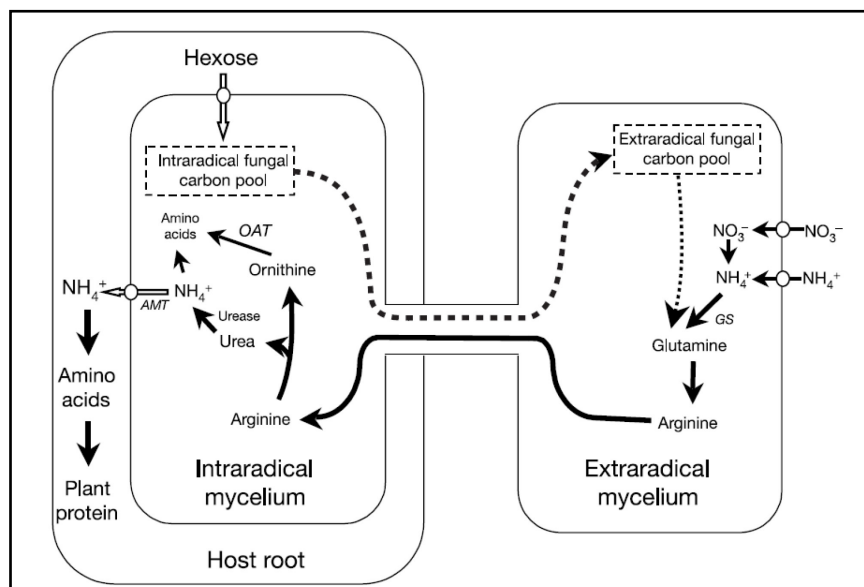 Hexose
Intraradical fungal
carbon pool
Amino
acids
OAT
Ornithine
NH₄⁺
AMT
NH₄⁺
Urease
Urea
Amino
acids
Arginine
Plant
protein
Intraradical
mycelium
Host root
Extraradical fungal
carbon pool
NO₃⁻
NO₃⁻
NH₄⁺
NH₄⁺
GS
Glutamine
Arginine
Extraradical
mycelium